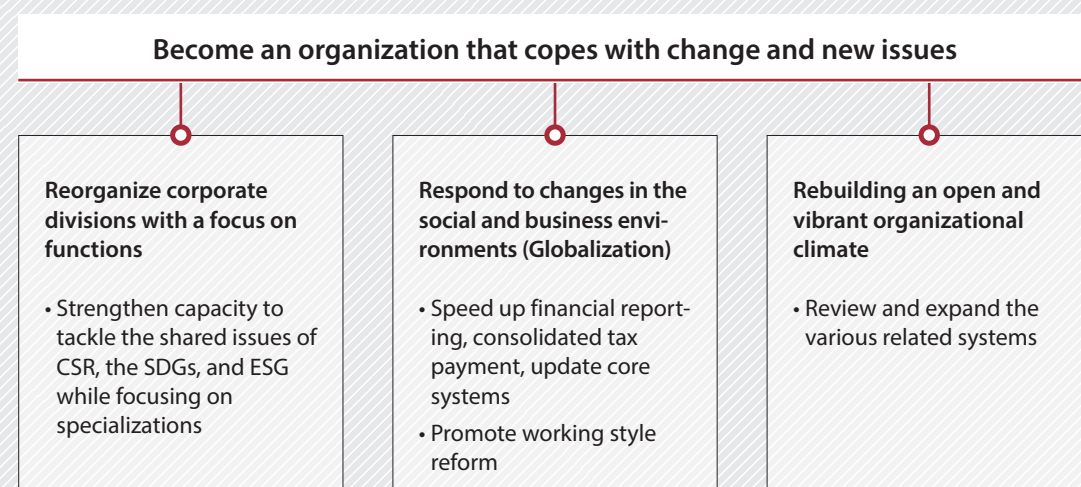 Become an organization that copes with change and new issues
Reorganize corporate
divisions with a focus on
functions
• Strengthen capacity to
tackle the shared issues of
CSR, the SDGs, and ESG
while focusing on
specializations
Respond to changes in the
social and business envi-
ronments (Globalization)
• Speed up financial report-
ing, consolidated tax
payment, update core
systems
• Promote working style
reform
Rebuilding an open and
vibrant organizational
climate
• Review and expand the
various related systems